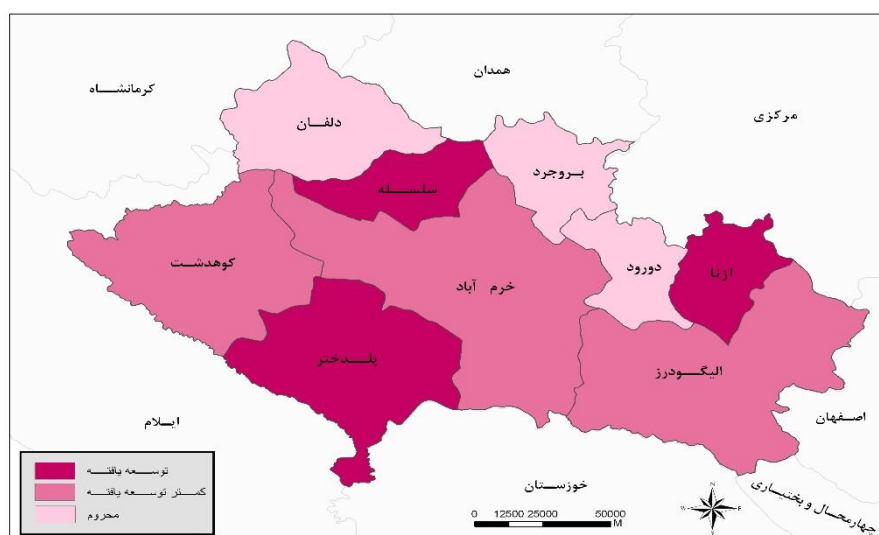 همدان
کرمانشاه
مرکزی
دلفان
بروجرد
سلسله
کوهدشت
دورود
ازنا
خرم آباد
پلدختر
الیگودرز
اصفهان
ایلام
خوزستان
چهارمحال و بختیاری
توسعه یافته
کمتر توسعه یافته
محروم
0 12500 25000 50000
M
N
E
S
W